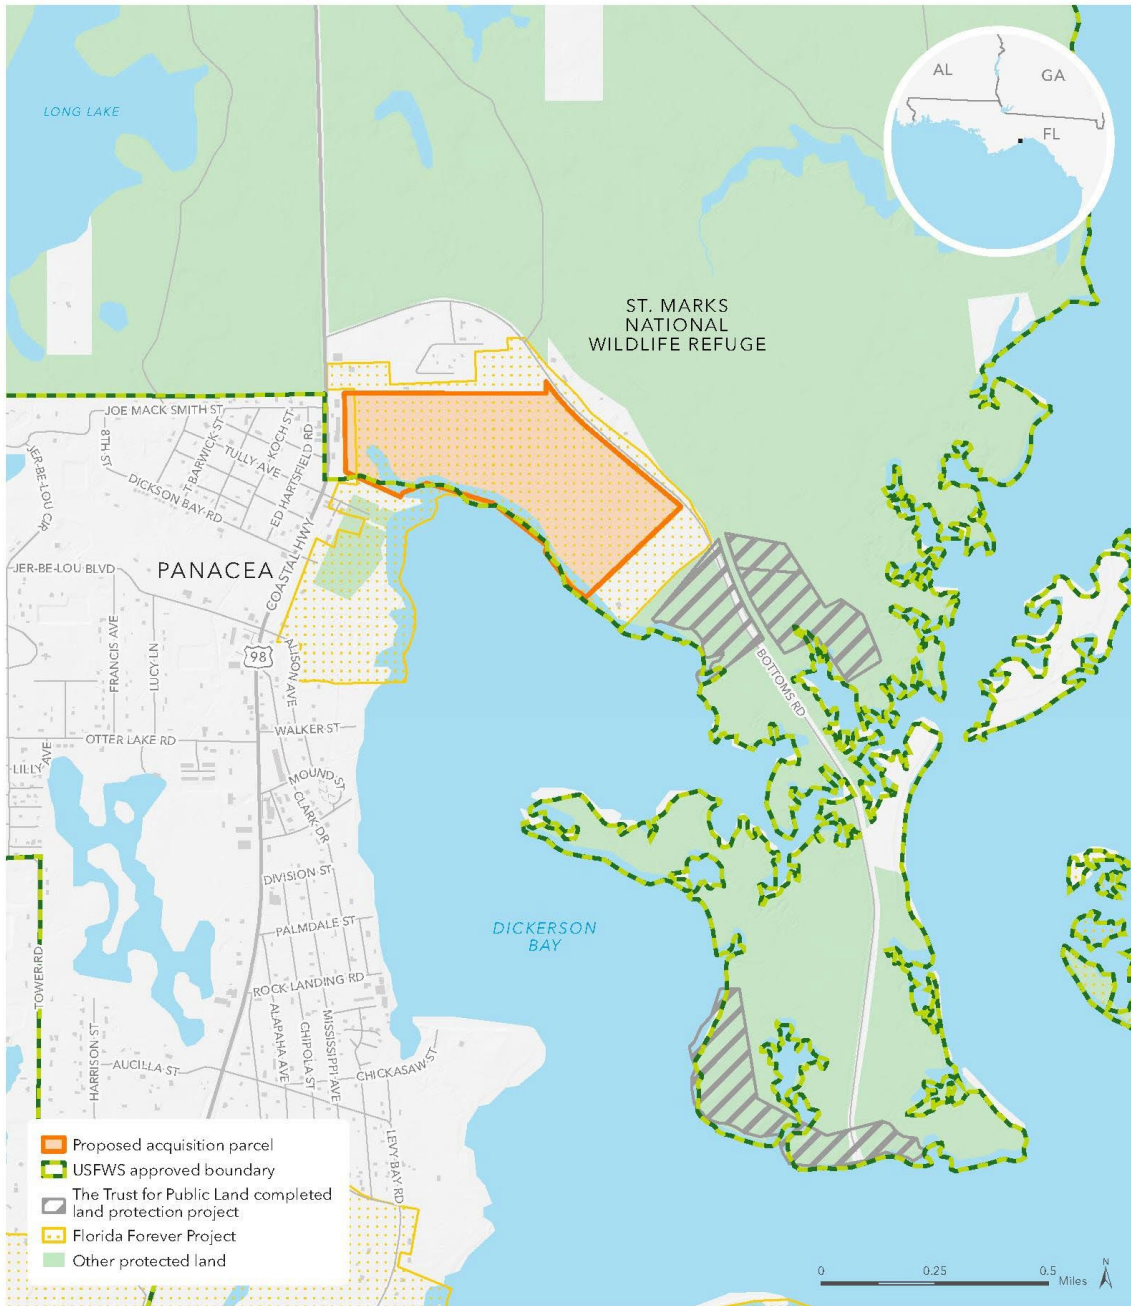 LONG LAKE
AL
GA
FL
ST. MARKS
NATIONAL
WILDLIFE REFUGE
JOE MACK SMITH ST
8TH ST
T BARWICK ST
KOCH ST
TULLY AVE
ED HARTSFIELD RD
DICKSON BAY RD
JER-BE-LOU CIR
COASTAL HWY
JER-BE-LOU BLVD
PANACEA
98
FRANCIS AVE
LUCY LN
ALISON AVE
BOTTOMS RD
OTTER LAKE RD
WALKER ST
LILLY AVE
MOUND ST
CLARK DR
DIVISION ST
PALMDALE ST
DICKERSON
BAY
TOWER RD
ROCK LANDING RD
HARRISON ST
ALAPAHA AVE
CHIPOLA ST
MISSISSIPPI AVE
AUCILLA ST
CHICKASAW ST
LEVY BAY RD
Proposed acquisition parcel
USFWS approved boundary
The Trust for Public Land completed
land protection project
Florida Forever Project
Other protected land
0 0.25 0.5
Miles
N